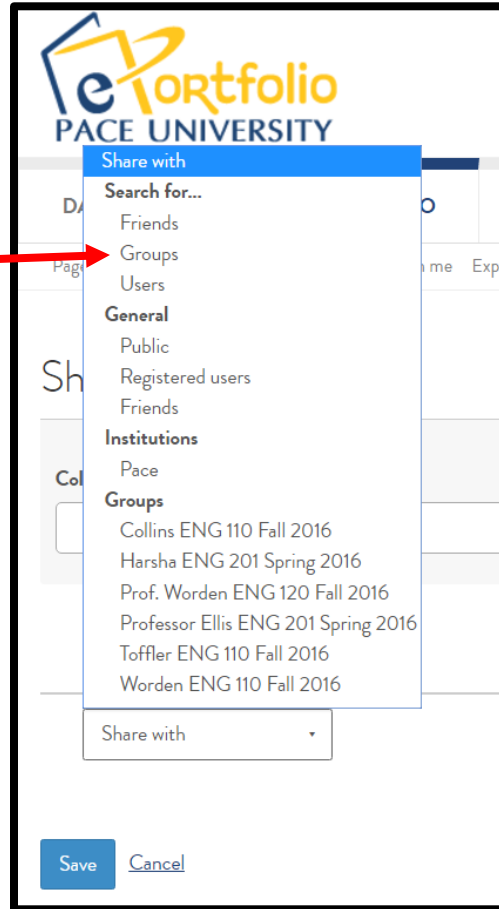 ePortfolio
PACE UNIVERSITY
Share with
Search for...
Friends
Groups
Users
General
Public
Registered users
Friends
Institutions
Pace
Groups
Collins ENG 110 Fall 2016
Harsha ENG 201 Spring 2016
Prof. Worden ENG 120 Fall 2016
Professor Ellis ENG 201 Spring 2016
Toffler ENG 110 Fall 2016
Worden ENG 110 Fall 2016
Share with
Save Cancel